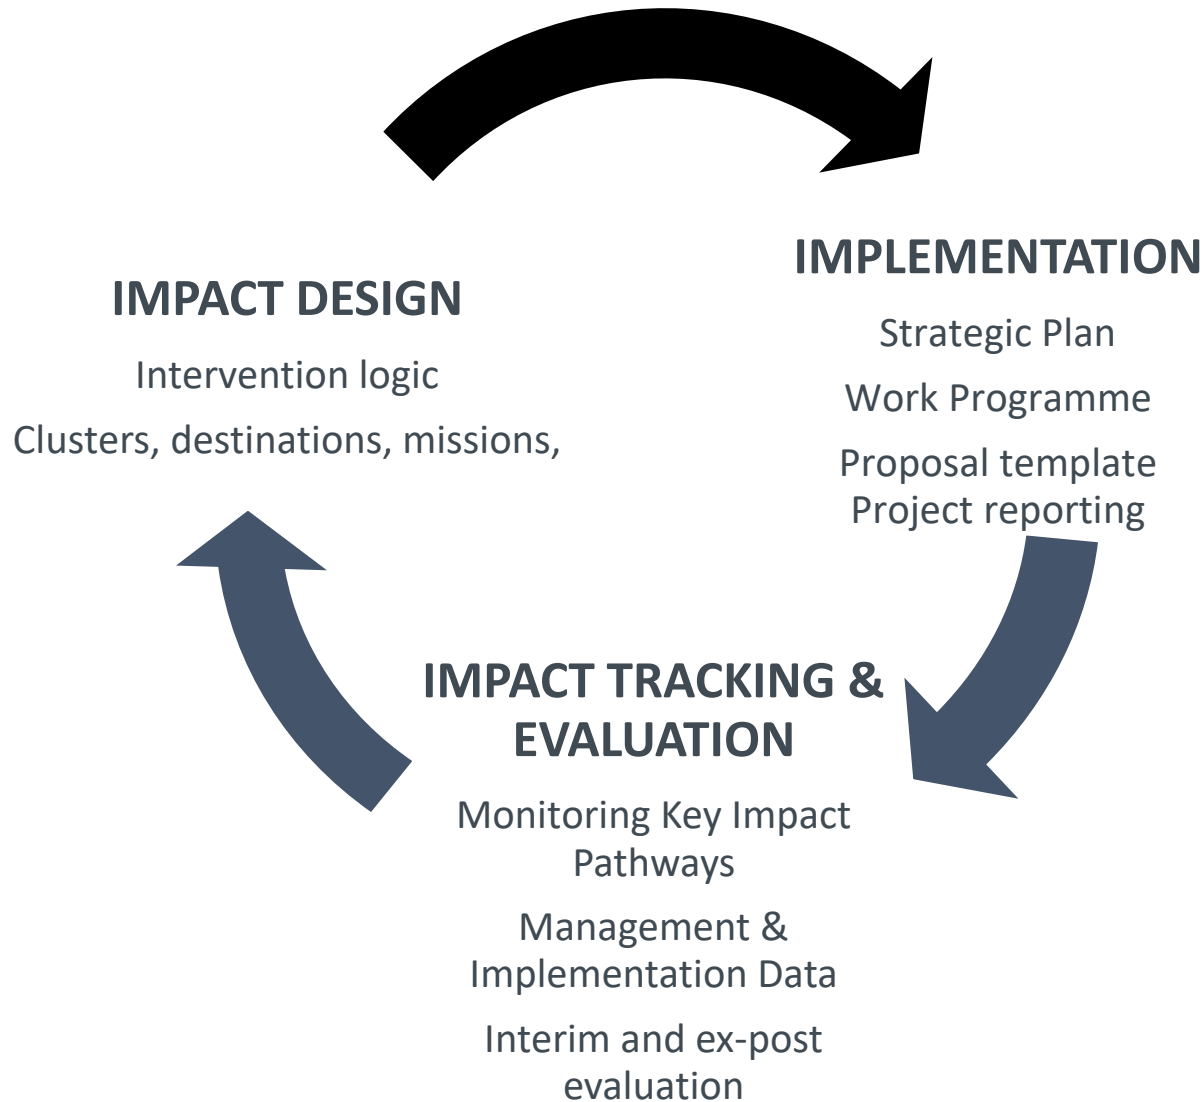 IMPACT DESIGN
Intervention logic
Clusters, destinations, missions,
IMPLEMENTATION
Strategic Plan
Work Programme
Proposal template
Project reporting
IMPACT TRACKING &
EVALUATION
Monitoring Key Impact
Pathways
Management &
Implementation Data
Interim and ex-post
evaluation